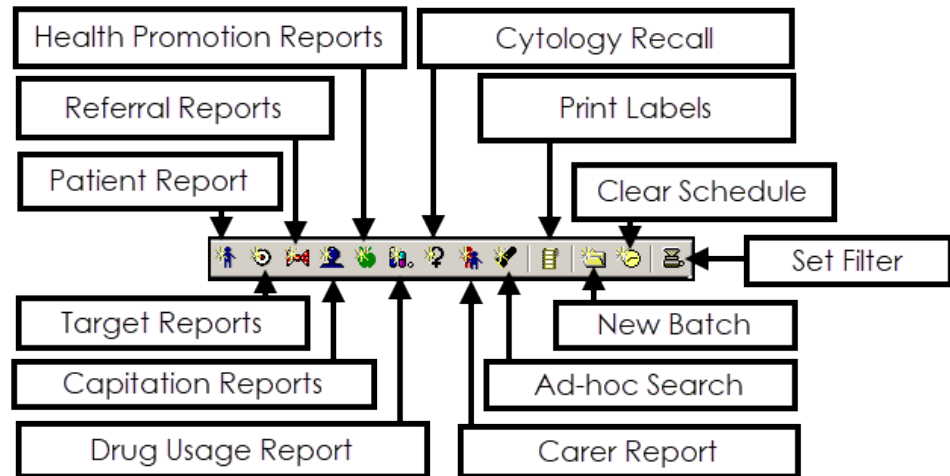 Health Promotion Reports
Cytology Recall
Referral Reports
Print Labels
Patient Report
Clear Schedule
Set Filter
Target Reports
New Batch
Capitation Reports
Ad-hoc Search
Drug Usage Report
Carer Report